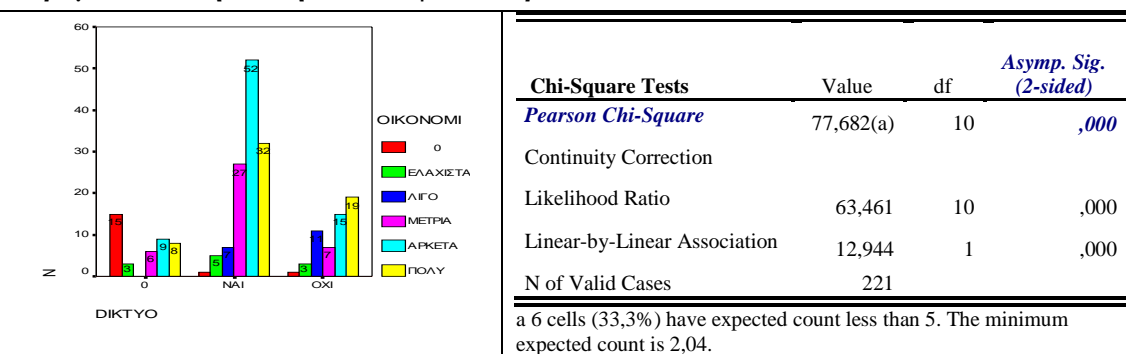 60
50
40
30
20
10
0
N
15
3
6
9
8
5
7
27
52
32
3
11
7
15
19
0 ΝΑΙ ΟΧΙ
ΔΙΚΤΥΟ
ΟΙΚΟΝΟΜΙ
0
ΕΛΑΧΙΣΤΑ
ΛΙΓΟ
ΜΕΤΡΙΑ
ΑΡΚΕΤΑ
ΠΟΛΥ
Asymp. Sig.
Chi-Square Tests Value df (2-sided)
Pearson Chi-Square 77,682(a) 10 ,000
Continuity Correction
Likelihood Ratio 63,461 10 ,000
Linear-by-Linear Association 12,944 1 ,000
N of Valid Cases 221
a 6 cells (33,3%) have expected count less than 5. The minimum
expected count is 2,04.